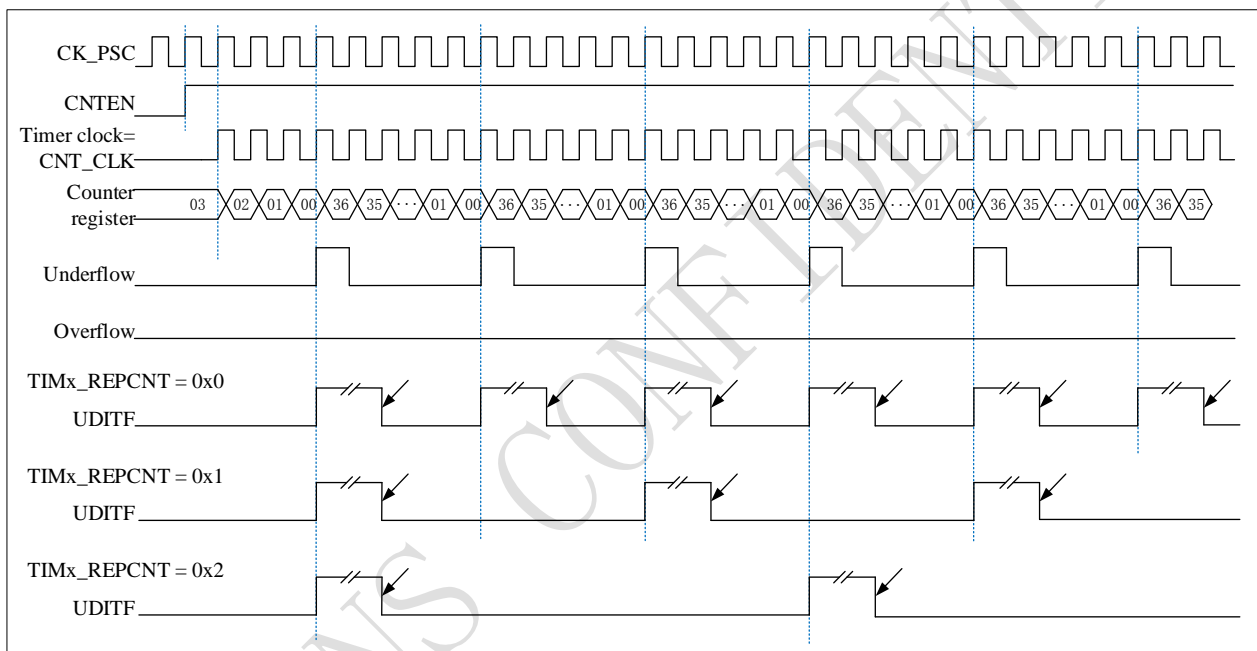 CK_PSC
CNTEN
Timer clock=
CNT_CLK
Counter
register
03 02 01 00 36 35 ··· 01 00 36 35 ··· 01 00 36 35 ··· 01 00 36 35 ··· 01 00 36 35 ··· 01 00 36 35
Underflow
Overflow
TIMx_REPCNT = 0x0
UDITF
TIMx_REPCNT = 0x1
UDITF
TIMx_REPCNT = 0x2
UDITF
NS CONFIDENT